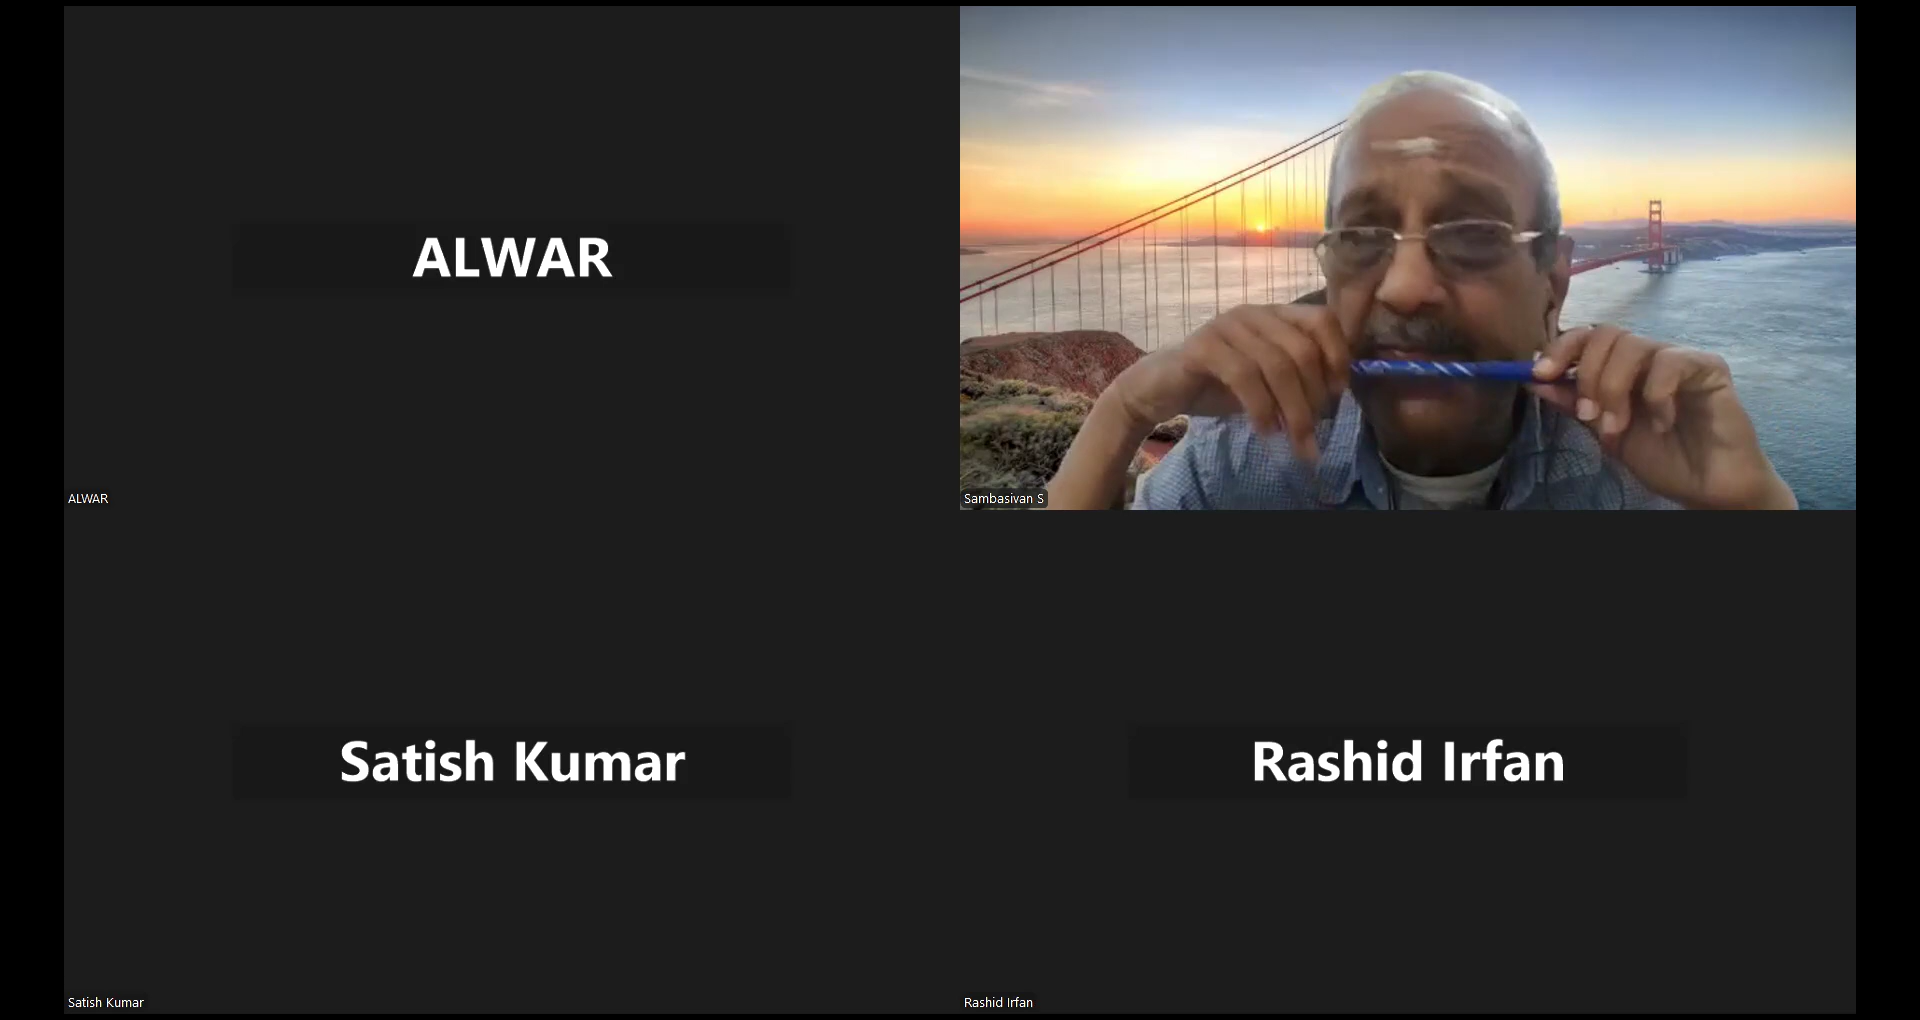 ALWAR
ALWAR
Sambasivan S
Satish Kumar
Rashid Irfan
Satish Kumar
Rashid Irfan